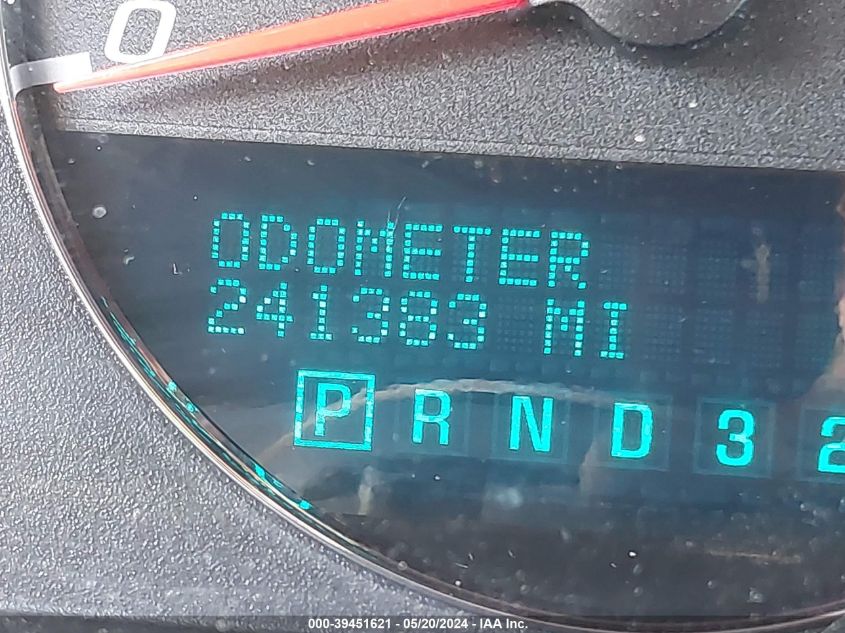 0
ODOMETER
241383 MI
P R N D 3 2
000-39451621 - 05/20/2024 - IAA Inc.